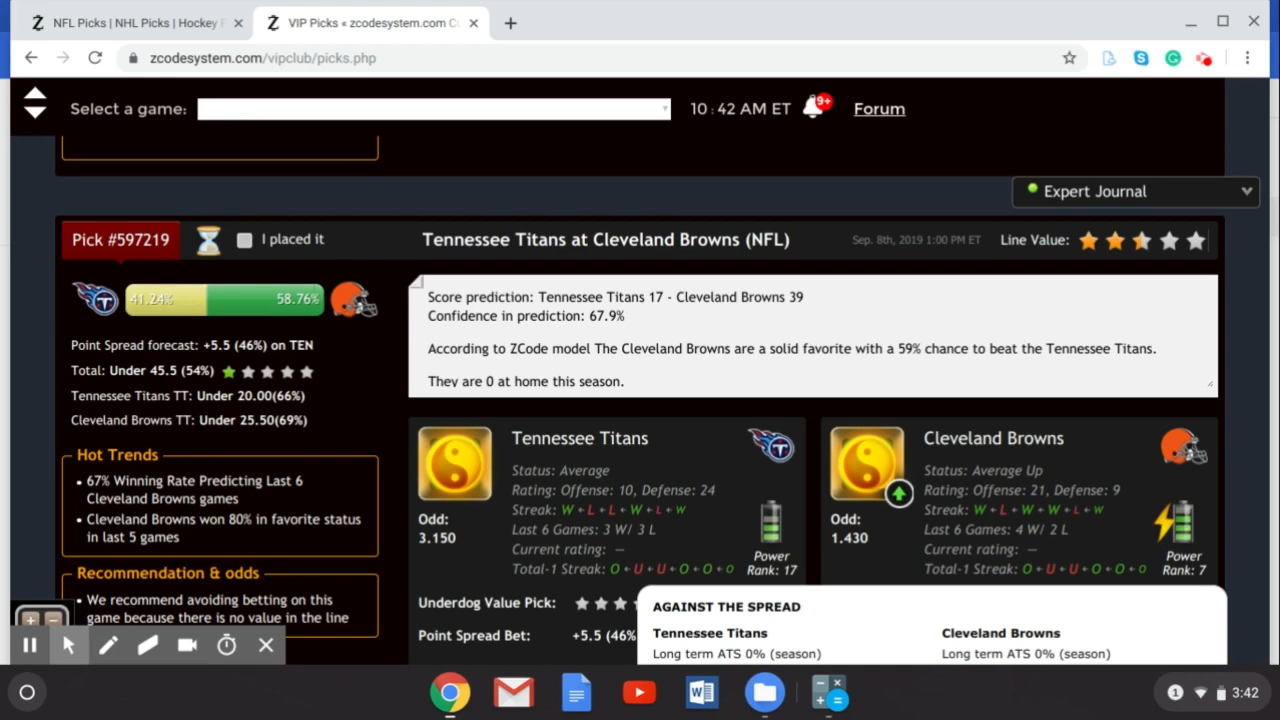 NFL Picks | NHL Picks | Hockey
VIP Picks « zcodesystem.com
zcodesystem.com/vipclub/picks.php
Select a game:
10:42 AM ET
9+
Forum
Expert Journal
Pick #597219
I placed it
Tennessee Titans at Cleveland Browns (NFL)
Sep. 8th, 2019 1:00 PM ET
Line Value:
41.24%
58.76%
Score prediction: Tennessee Titans 17 - Cleveland Browns 39
Confidence in prediction: 67.9%
According to ZCode model The Cleveland Browns are a solid favorite with a 59% chance to beat the Tennessee Titans.
They are 0 at home this season.
Point Spread forecast: +5.5 (46%) on TEN
Total: Under 45.5 (54%)
Tennessee Titans TT: Under 20.00(66%)
Cleveland Browns TT: Under 25.50(69%)
Hot Trends
• 67% Winning Rate Predicting Last 6
Cleveland Browns games
• Cleveland Browns won 80% in favorite status
in last 5 games
Recommendation & odds
• We recommend avoiding betting on this
game because there is no value in the line
Tennessee Titans
Status: Average
Rating: Offense: 10, Defense: 24
Streak: W - L - L - W - L - W
Last 6 Games: 3 W/ 3 L
Current rating: —
Total-1 Streak: O - U - U - O - O - O
Odd:
3.150
Power
Rank: 17
Cleveland Browns
Status: Average Up
Rating: Offense: 21, Defense: 9
Streak: W - L - W - W - L - W
Last 6 Games: 4 W/ 2 L
Current rating: —
Total-1 Streak: O - U - U - O - O - O
Odd:
1.430
Power
Rank: 7
Underdog Value Pick:
Point Spread Bet: +5.5 (46%
AGAINST THE SPREAD
Tennessee Titans
Long term ATS 0% (season)
Cleveland Browns
Long term ATS 0% (season)
1
3:42